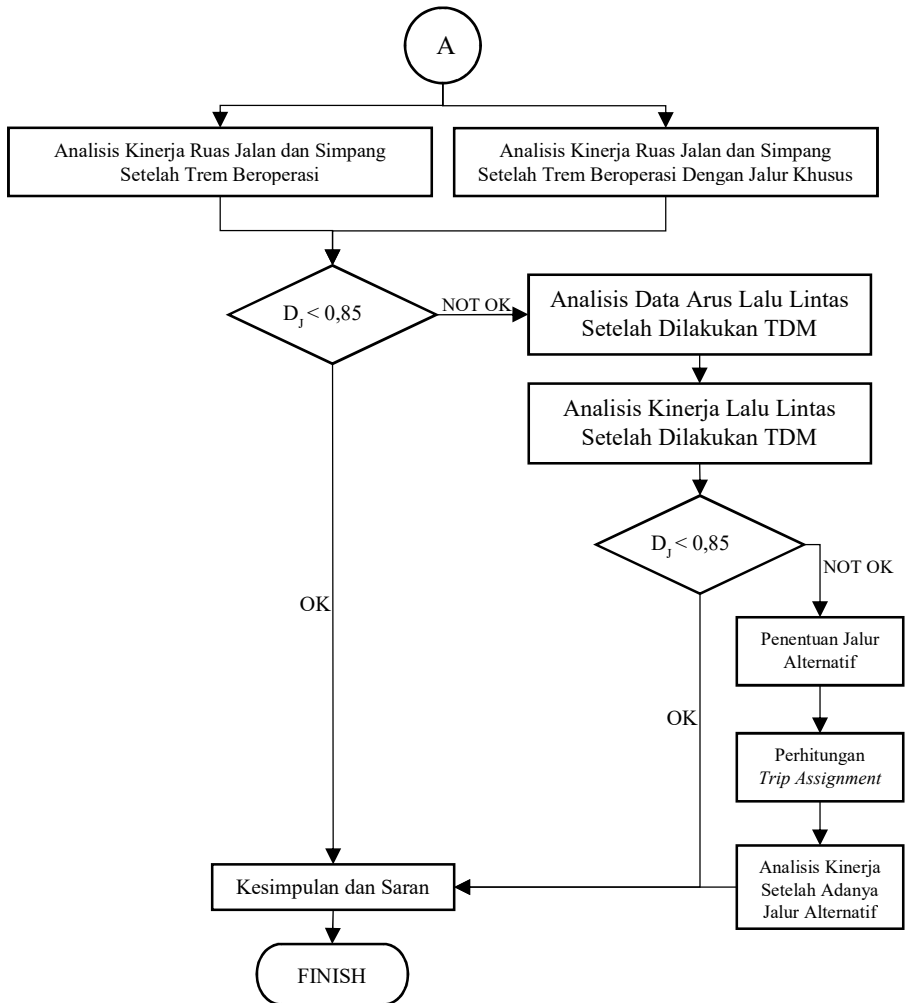 A
Analisis Kinerja Ruas Jalan dan Simpang
Setelah Trem Beroperasi
Analisis Kinerja Ruas Jalan dan Simpang
Setelah Trem Beroperasi Dengan Jalur Khusus
DJ < 0,85
NOT OK
Analisis Data Arus Lalu Lintas
Setelah Dilakukan TDM
Analisis Kinerja Lalu Lintas
Setelah Dilakukan TDM
DJ < 0,85
NOT OK
OK
Penentuan Jalur
Alternatif
OK
Perhitungan
Trip Assignment
Analisis Kinerja
Setelah Adanya
Jalur Alternatif
Kesimpulan dan Saran
FINISH